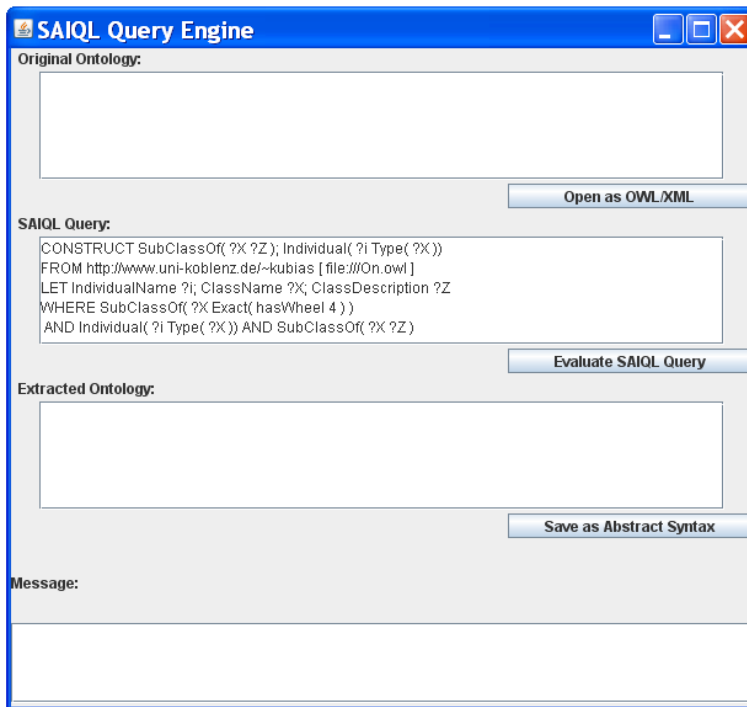 SAIQL Query Engine
Original Ontology:
Open as OWL/XML
SAIQL Query:
CONSTRUCT SubClassOf( ?X ?Z ); Individual( ?i Type( ?X ))
FROM http://www.uni-koblenz.de/~kubias [ file:///On.owl ]
LET IndividualName ?i; ClassName ?X; ClassDescription ?Z
WHERE SubClassOf( ?X Exact( hasWheel 4 ) )
AND Individual( ?i Type( ?X )) AND SubClassOf( ?X ?Z )
Evaluate SAIQL Query
Extracted Ontology:
Save as Abstract Syntax
Message: